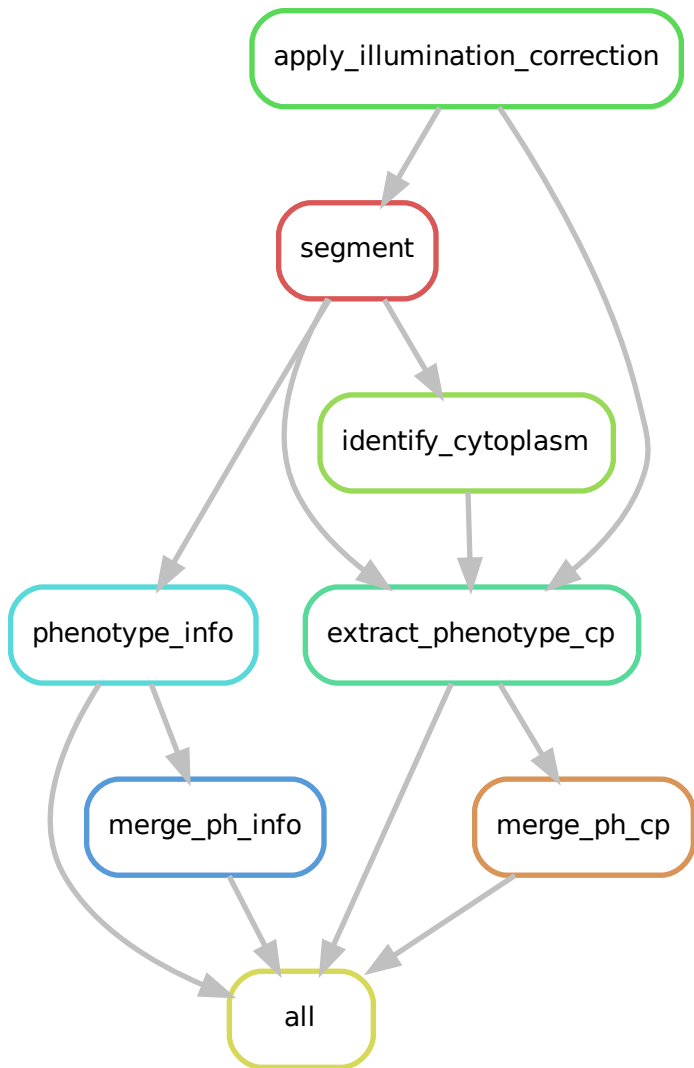 apply_illumination_correction
segment
identify_cytoplasm
phenotype_info
extract_phenotype_cp
merge_ph_info
merge_ph_cp
all